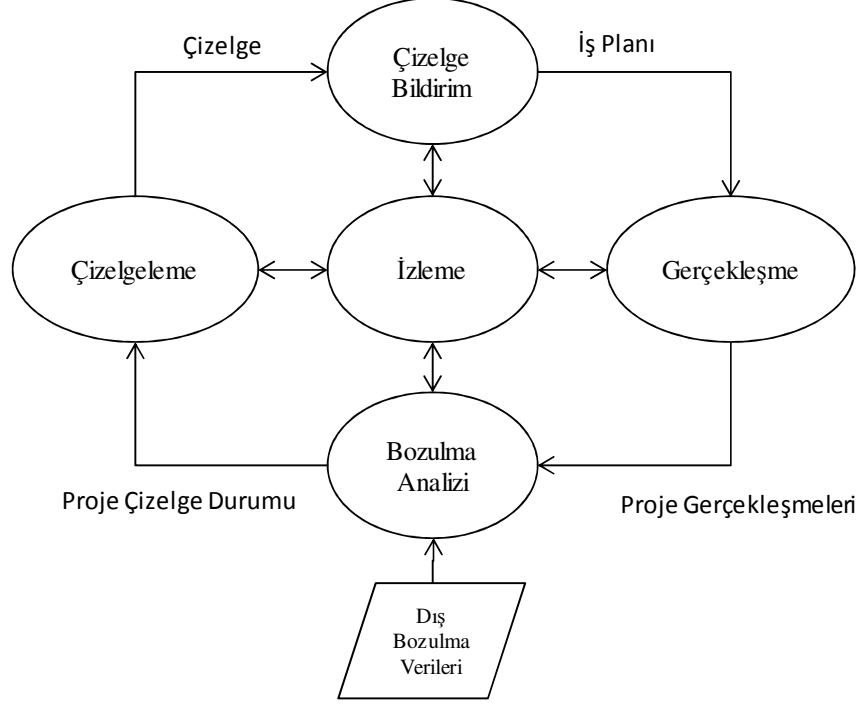 Çizelge
İş Planı
Çizelge
Bildirim
Çizelgeleme
İzleme
Gerçekleşme
Bozulma
Analizi
Proje Çizelge Durumu
Proje Gerçekleşmeleri
Dış
Bozulma
Verileri